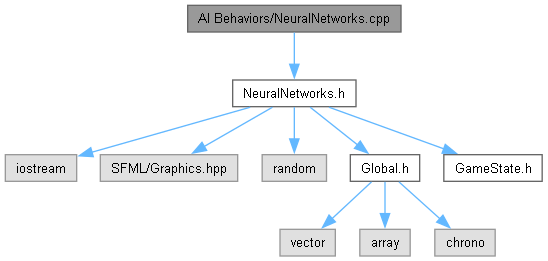 AI Behaviors/NeuralNetworks.cpp
NeuralNetworks.h
iostream
SFML/Graphics.hpp
random
Global.h
GameState.h
vector
array
chrono